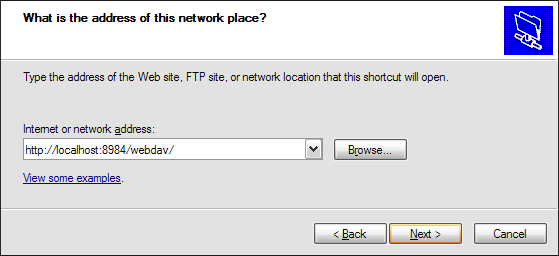 What is the address of this network place?
Type the address of the Web site, FTP site, or network location that this shortcut will open.
Internet or network address:
http://localhost:8984/webdav/
Browse...
View some examples.
< Back
Next >
Cancel